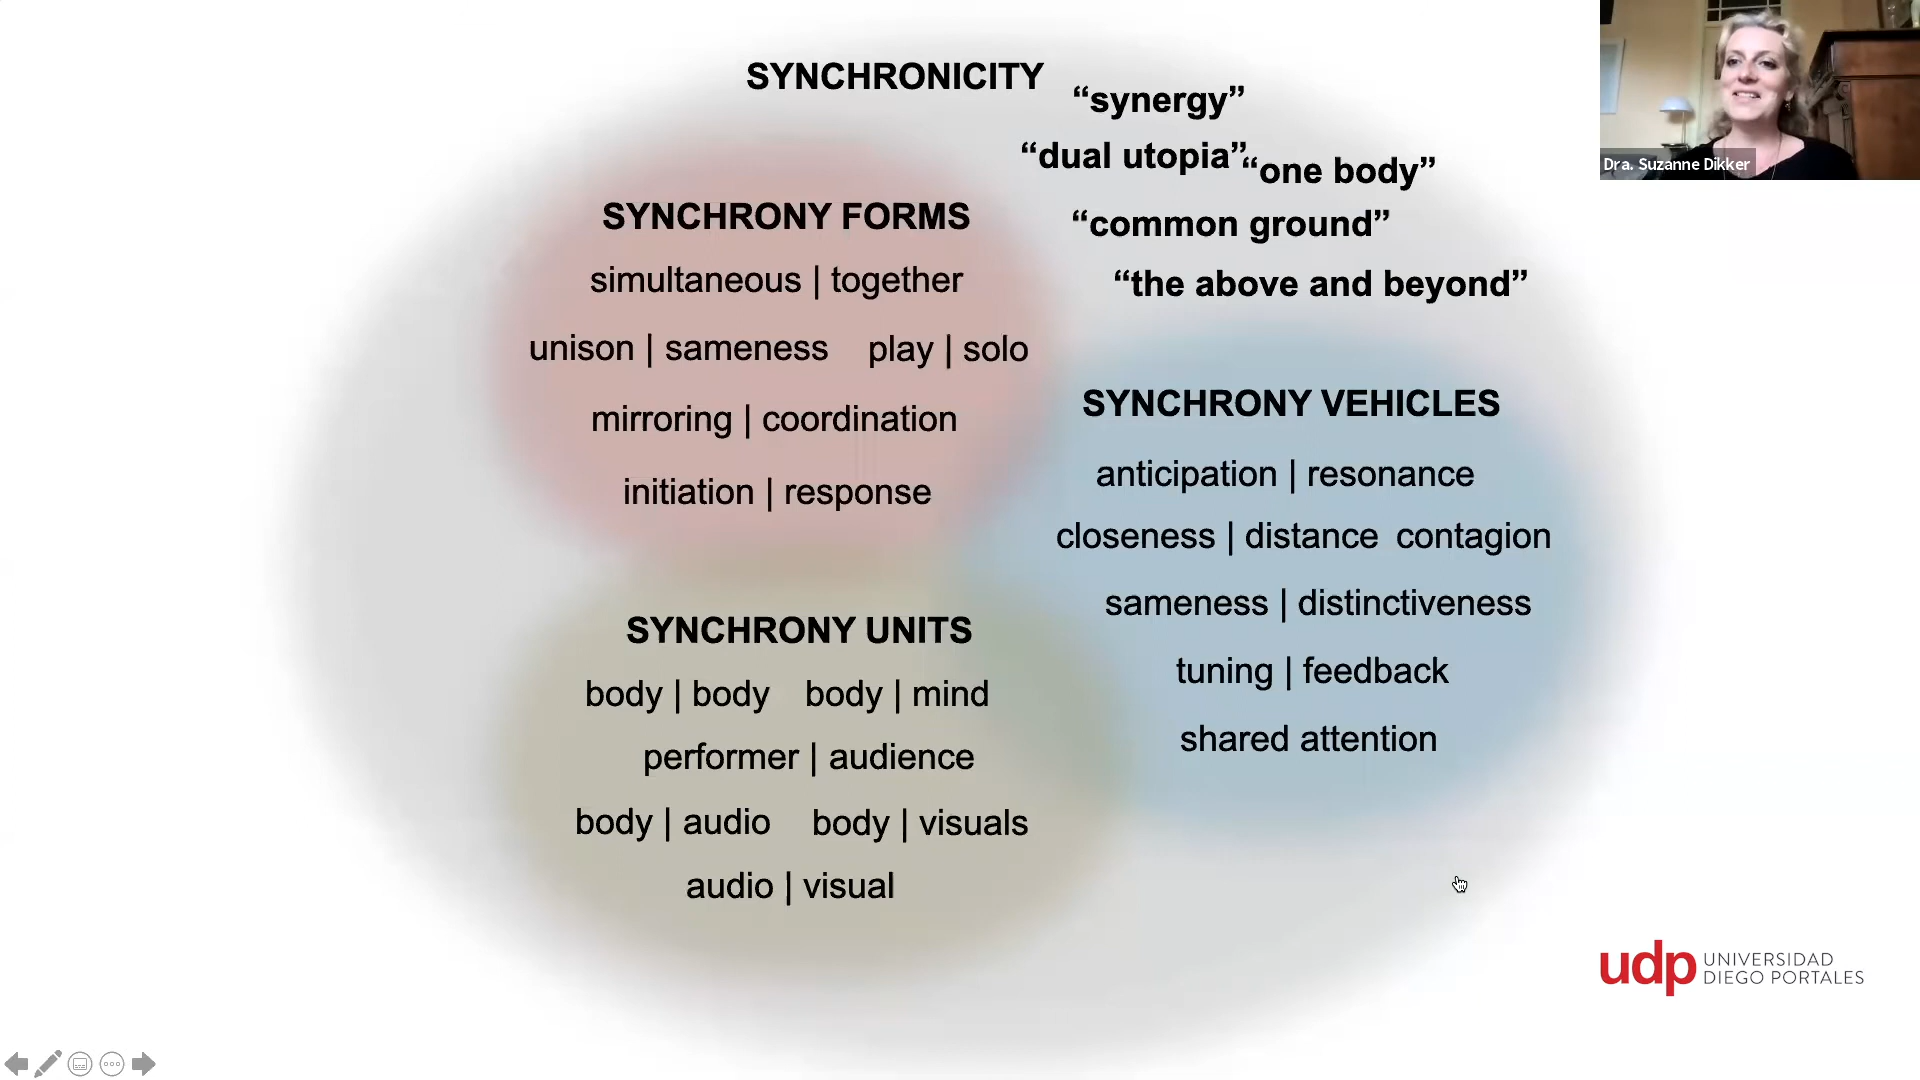 SYNCHRONICITY
“synergy”
“dual utopia”
“one body”
“common ground”
“the above and beyond”
SYNCHRONY FORMS
simultaneous | together
unison | sameness play | solo
mirroring | coordination
initiation | response
SYNCHRONY VEHICLES
anticipation | resonance
closeness | distance contagion
sameness | distinctiveness
tuning | feedback
shared attention
SYNCHRONY UNITS
body | body body | mind
performer | audience
body | audio body | visuals
audio | visual
Dra. Suzanne Dikker
udp UNIVERSIDAD
DIEGO PORTALES